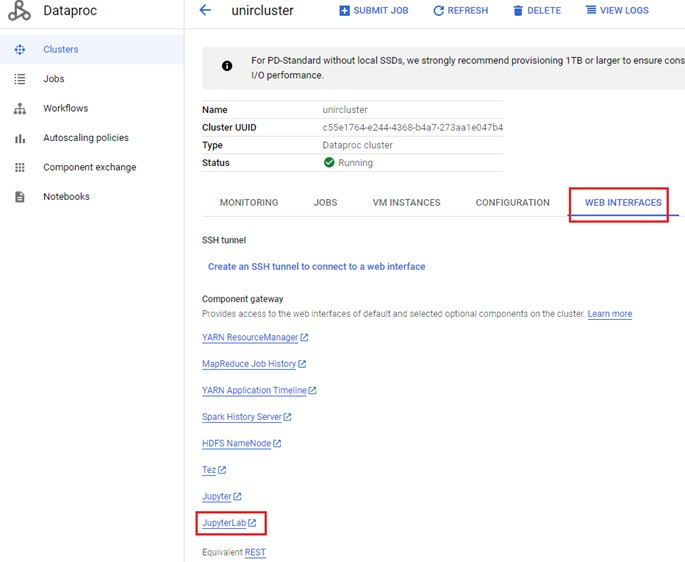 Dataproc
unircluster
SUBMIT JOB
REFRESH
DELETE
VIEW LOGS
Clusters
Jobs
Workflows
Autoscaling policies
Component exchange
Notebooks
For PD-Standard without local SSDs, we strongly recommend provisioning 1TB or larger to ensure cons
I/O performance.
Name unircluster
Cluster UUID c55e1764-e244-4368-b4a7-273aa1e047b4
Type Dataproc cluster
Status Running
MONITORING JOBS VM INSTANCES CONFIGURATION WEB INTERFACES
SSH tunnel
Create an SSH tunnel to connect to a web interface
Component gateway
Provides access to the web interfaces of default and selected optional components on the cluster. Learn more
YARN ResourceManager
MapReduce Job History
YARN Application Timeline
Spark History Server
HDFS NameNode
Tez
Jupyter
JupyterLab
Equivalent REST